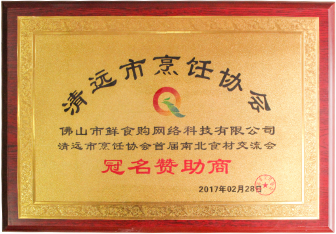 清远市烹饪协会
佛山市鲜食购网络科技有限公司
清远市烹饪协会首届南北食材交流会
冠名赞助商
2017年02月28日